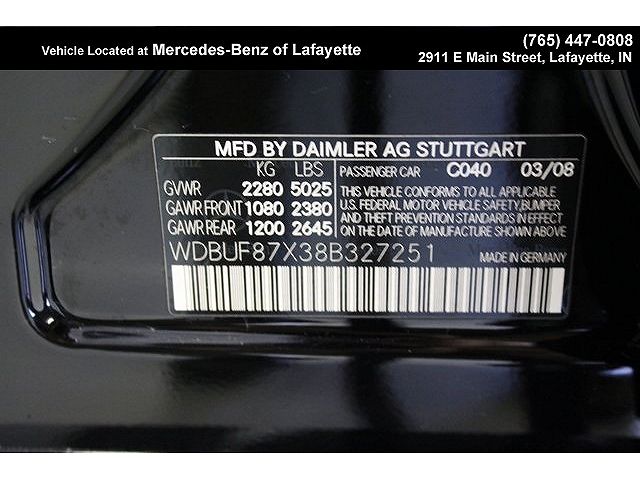 Vehicle Located at Mercedes-Benz of Lafayette
(765) 447-0808
2911 E Main Street, Lafayette, IN
MFD BY DAIMLER AG STUTTGART
KG LBS PASSENGER CAR C040 03/08
GVWR 2280 5025 THIS VEHICLE CONFORMS TO ALL APPLICABLE
GAWR FRONT 1080 2380 U.S. FEDERAL MOTOR VEHICLE SAFETY,BUMPER
GAWR REAR 1200 2645 AND THEFT PREVENTION STANDARDS IN EFFECT
ON THE DATE OF MANUFACTURE SHOWN ABOVE.
WDBUF87X38B327251 MADE IN GERMANY